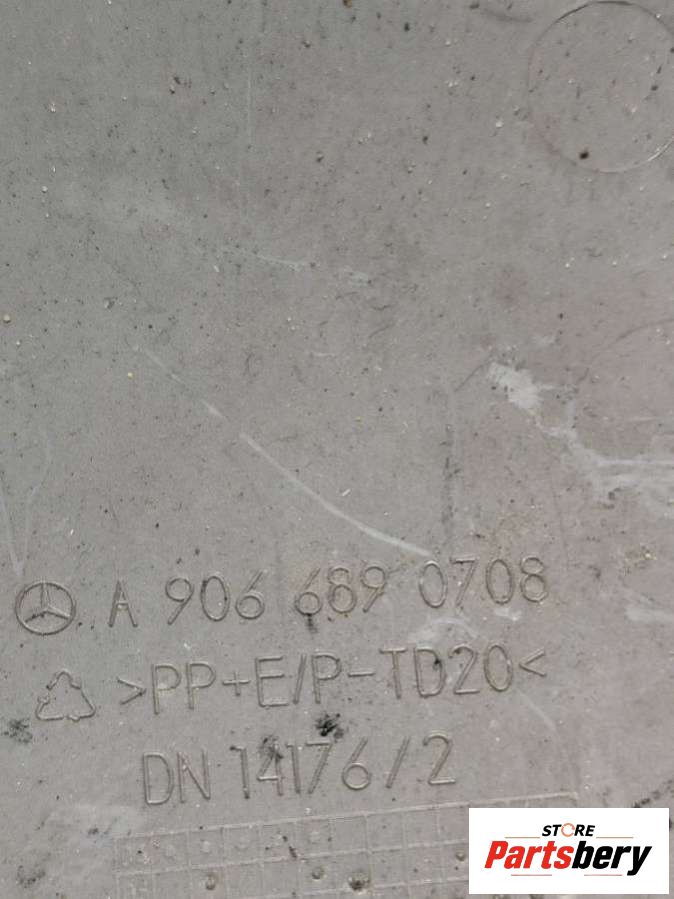 A 906 689 0708
>PP+E/P-TD20<
DN 14176/2
STORE
Partsbery